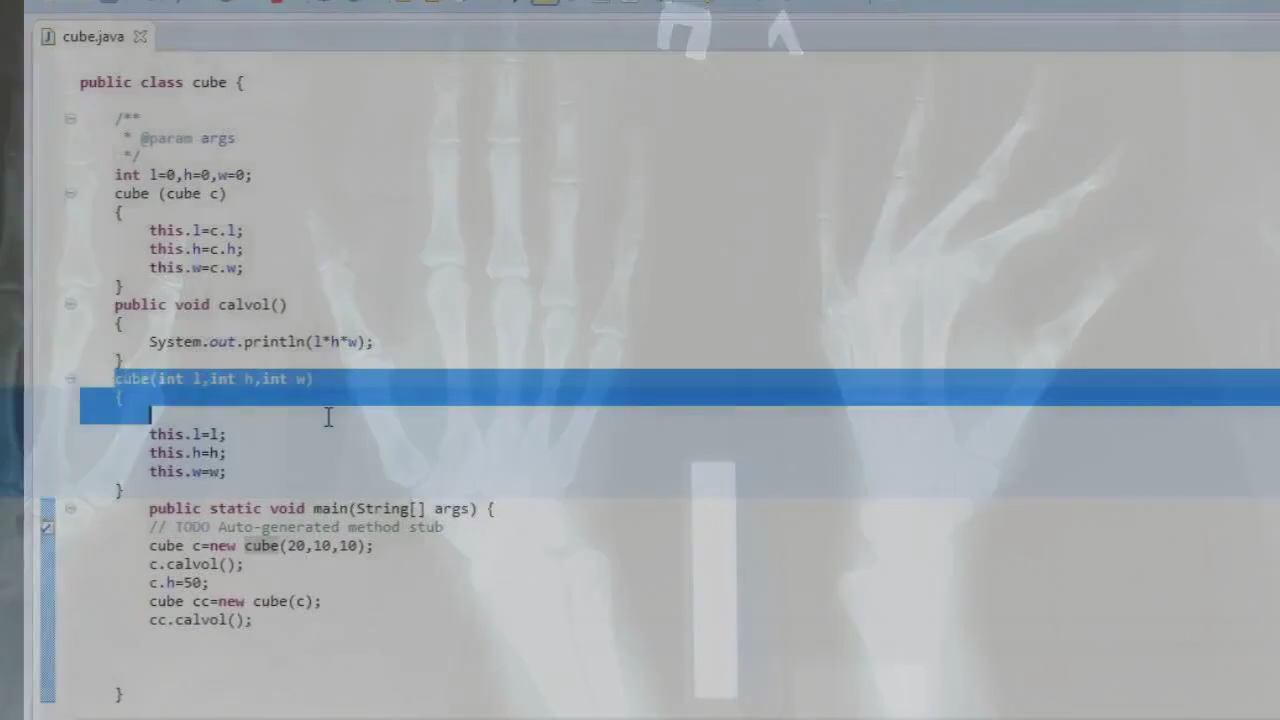 cube.java
public class cube {
/**
* @param args
*/
int l=0,h=0,w=0;
cube (cube c)
{
this.l=c.l;
this.h=c.h;
this.w=c.w;
}
public void calvol()
{
System.out.println(l*h*w);
}
cube(int l,int h,int w)
{
this.l=l;
this.h=h;
this.w=w;
}
public static void main(String[] args) {
// TODO Auto-generated method stub
cube c=new cube(20,10,10);
c.calvol();
c.h=50;
cube cc=new cube(c);
cc.calvol();
}